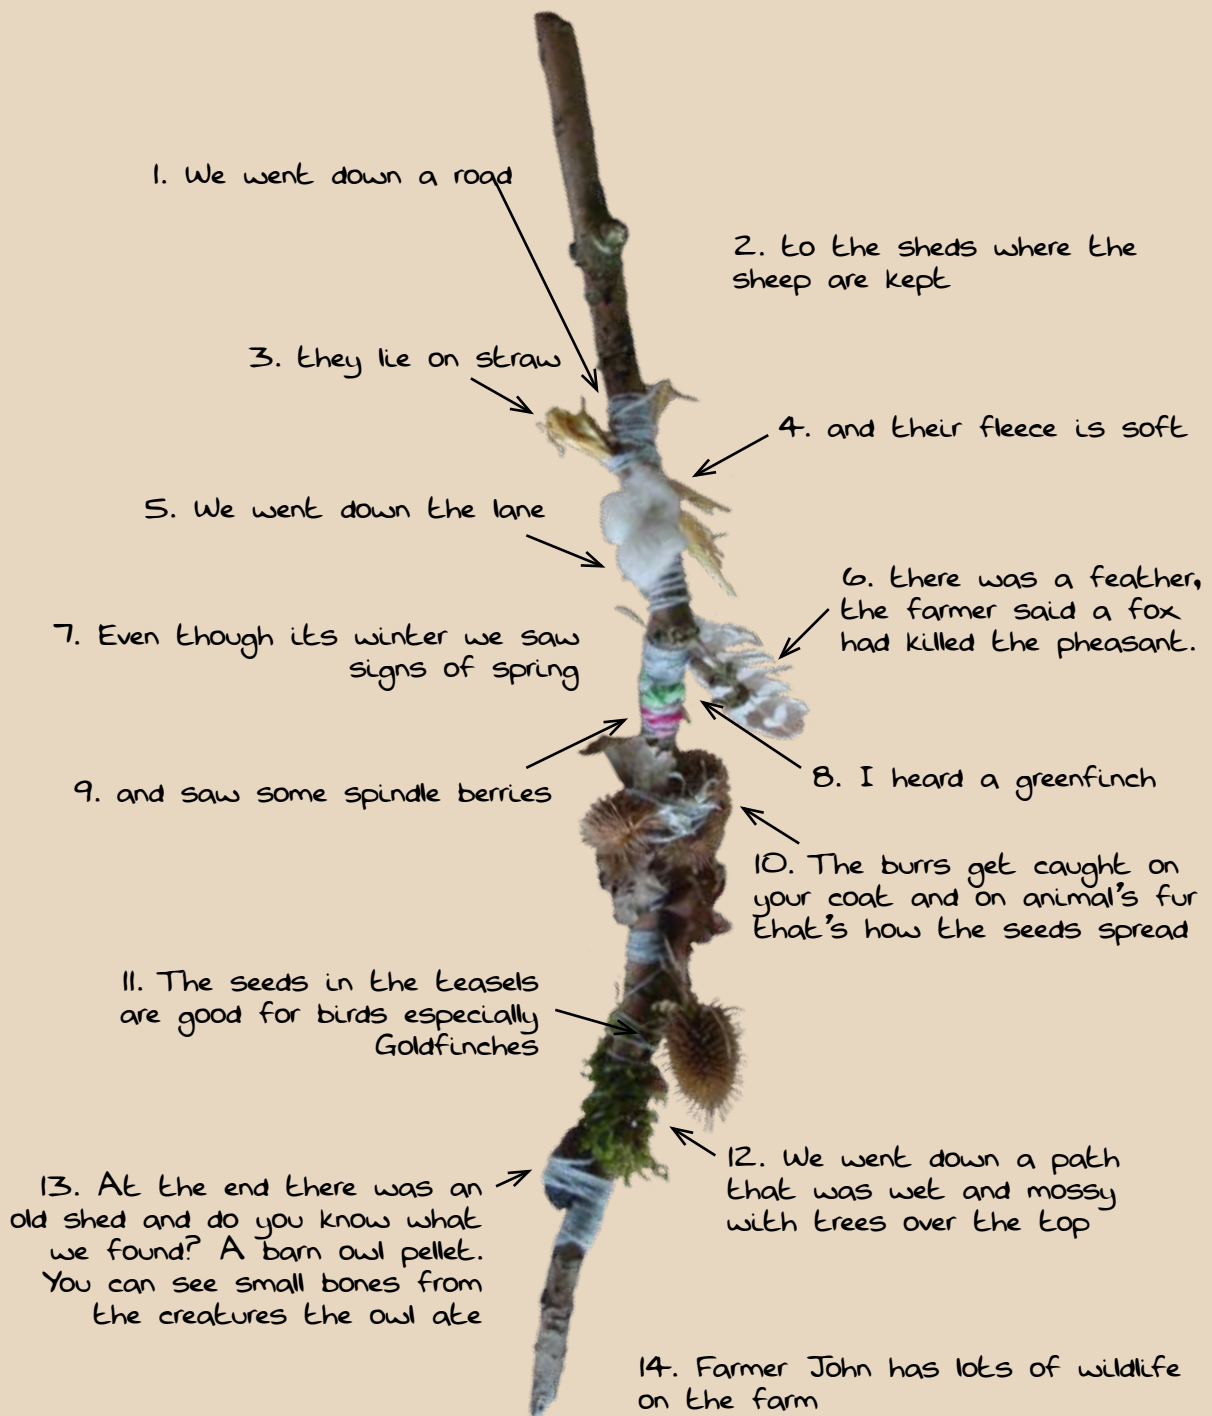 1. We went down a road
2. to the sheds where the
sheep are kept
3. they lie on straw
4. and their fleece is soft
5. We went down the lane
6. there was a feather,
the farmer said a fox
had killed the pheasant.
7. Even though its winter we saw
signs of spring
8. I heard a greenfinch
9. and saw some spindle berries
10. The burrs get caught on
your coat and on animal's fur
that's how the seeds spread
11. The seeds in the teasels
are good for birds especially
Goldfinches
12. We went down a path
that was wet and mossy
with trees over the top
13. At the end there was an
old shed and do you know what
we found? A barn owl pellet.
You can see small bones from
the creatures the owl ate
14. Farmer John has lots of wildlife
on the farm